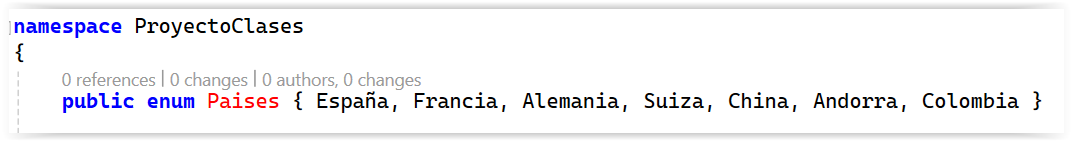 namespace ProyectoClases
{
0 references | 0 changes | 0 authors, 0 changes
public enum Paises { España, Francia, Alemania, Suiza, China, Andorra, Colombia }